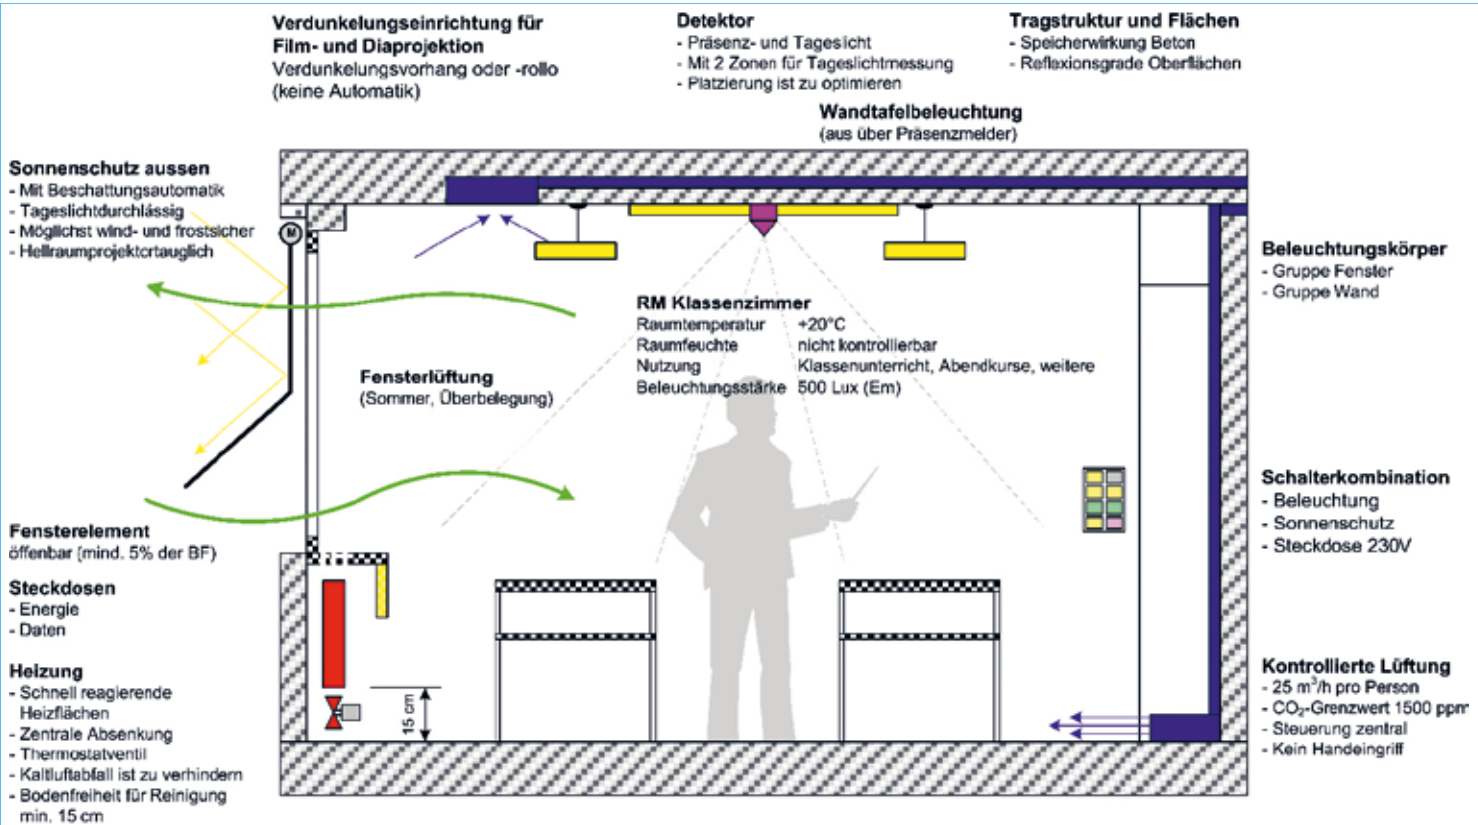 Verdunkelungseinrichtung für
Film- und Diaprojektion
Verdunkelungsvorhang oder -rollo
(keine Automatik)
Detektor
- Präsenz- und Tageslicht
- Mit 2 Zonen für Tageslichtmessung
- Platzierung ist zu optimieren
Tragstruktur und Flächen
- Speicherwirkung Beton
- Reflexionsgrade Oberflächen
Wandtafelbeleuchtung
(aus über Präsenzmelder)
Sonnenschutz aussen
- Mit Beschattungsautomatik
- Tageslichtdurchlässig
- Möglichst wind- und frostsicher
- Hellraumprojektortauglich
M
Beleuchtungskörper
- Gruppe Fenster
- Gruppe Wand
RM Klassenzimmer
Raumtemperatur +20°C
Raumfeuchte nicht kontrollierbar
Nutzung Klassenunterricht, Abendkurse, weitere
Beleuchtungsstärke 500 Lux (Em)
Fensterlüftung
(Sommer, Überbelegung)
Schalterkombination
- Beleuchtung
- Sonnenschutz
- Steckdose 230V
Fensterelement
öffenbar (mind. 5% der BF)
Steckdosen
- Energie
- Daten
Heizung
- Schnell reagierende
Heizflächen
- Zentrale Absenkung
- Thermostatventil
- Kaltluftabfall ist zu verhindern
- Bodenfreiheit für Reinigung
min. 15 cm
15 cm
Kontrollierte Lüftung
- 25 m³/h pro Person
- CO₂-Grenzwert 1500 ppm
- Steuerung zentral
- Kein Handeingriff